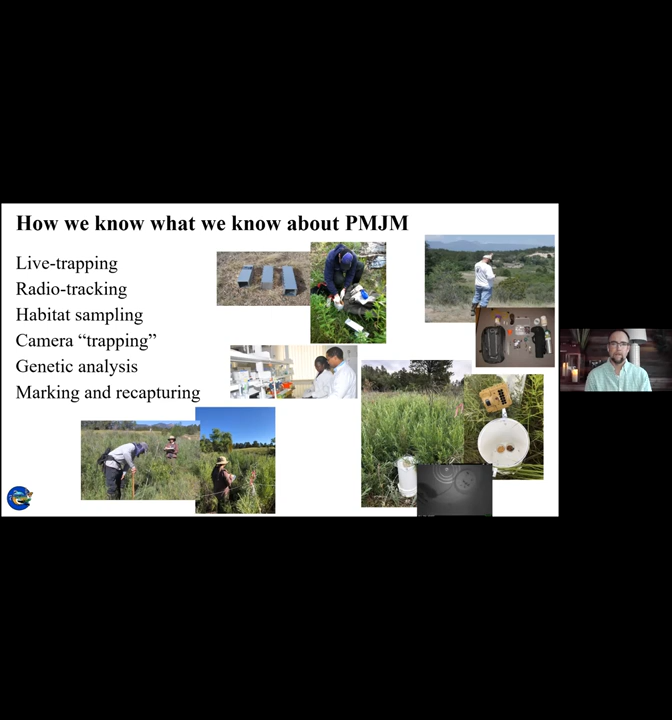 How we know what we know about PMJM
Live-trapping
Radio-tracking
Habitat sampling
Camera “trapping”
Genetic analysis
Marking and recapturing